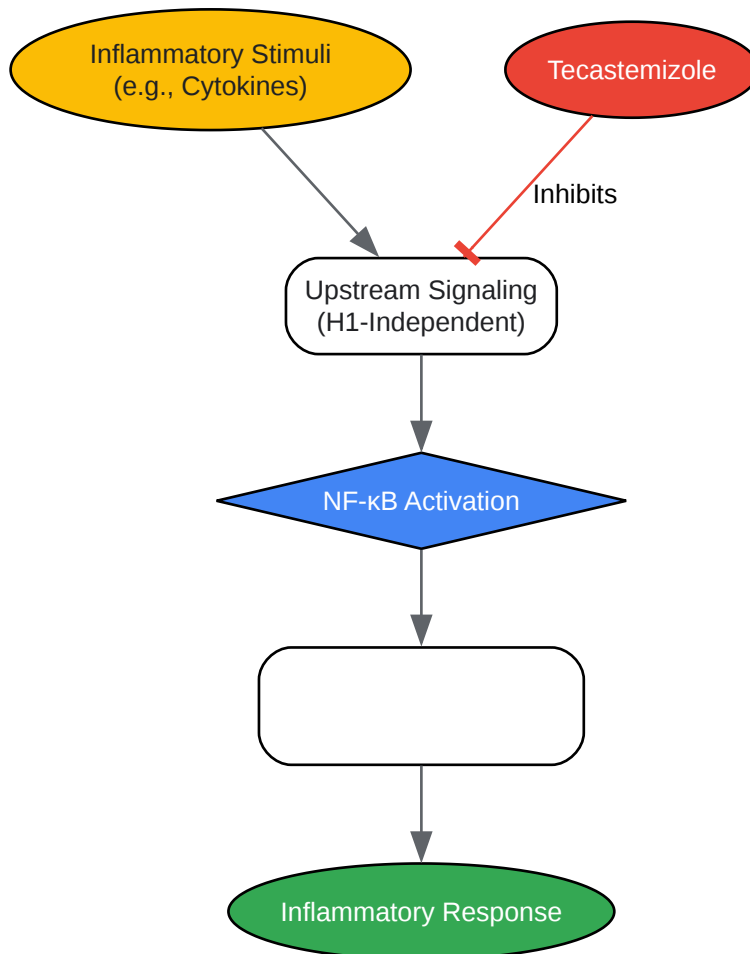 Inflammatory Stimuli
(e.g., Cytokines)
Tecastemizole
Inhibits
Upstream Signaling
(H1-Independent)
NF-κB Activation
Inflammatory Response